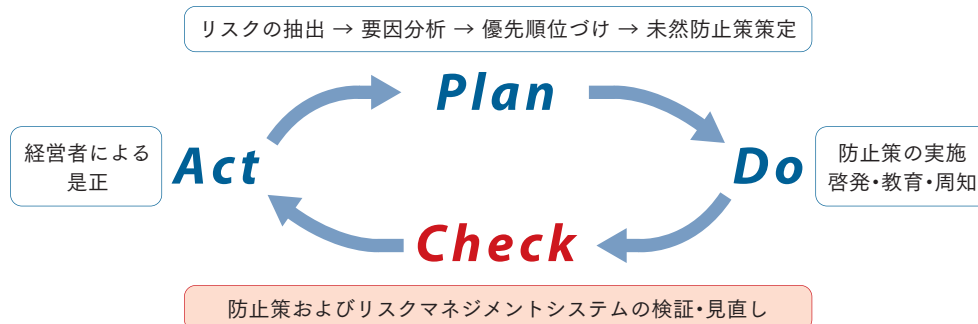 リスクの抽出 → 要因分析 → 優先順位づけ → 未然防止策策定
Plan
経営者による
是正
Act
Do
防止策の実施
啓発・教育・周知
Check
防止策およびリスクマネジメントシステムの検証・見直し